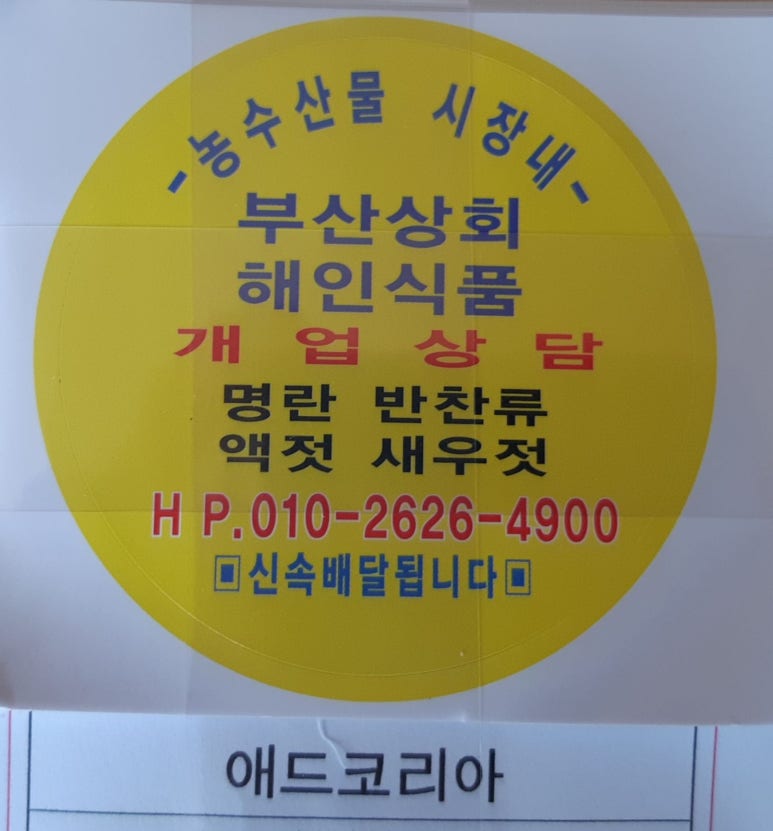 -농수산물 시장내-
부산상회
해인식품
개업상담
명란 반찬류
액젓 새우젓
HP.010-2626-4900
▣신속배달됩니다▣
애드코리아